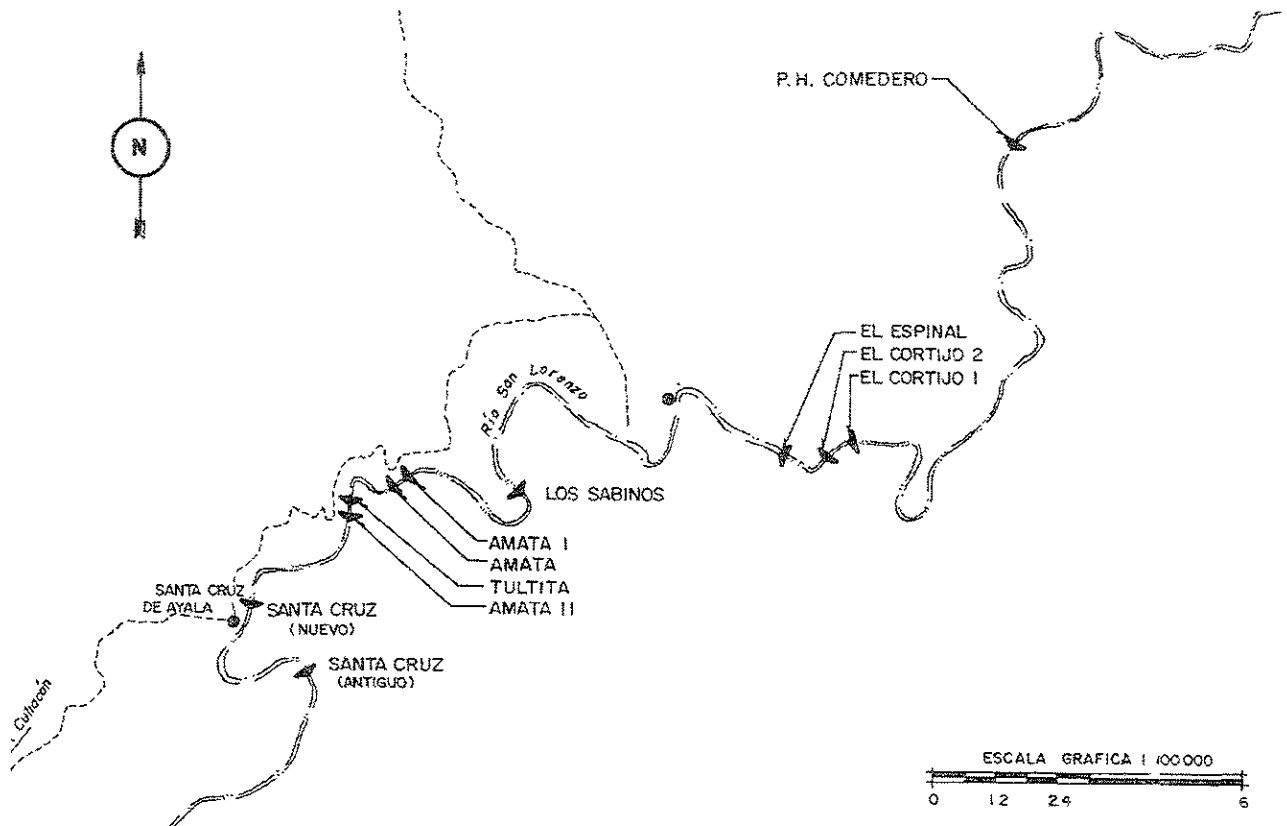 P.H. COMEDERO
N
EL ESPINAL
EL CORTIJO 2
EL CORTIJO 1
Río San Lorenzo
LOS SABINOS
AMATA I
AMATA
TULTITA
AMATA II
SANTA CRUZ
DE AYALA
SANTA CRUZ
(NUEVO)
SANTA CRUZ
(ANTIGUO)
Culiacán
ESCALA GRAFICA 1 100 000
0 1.2 2.4 6